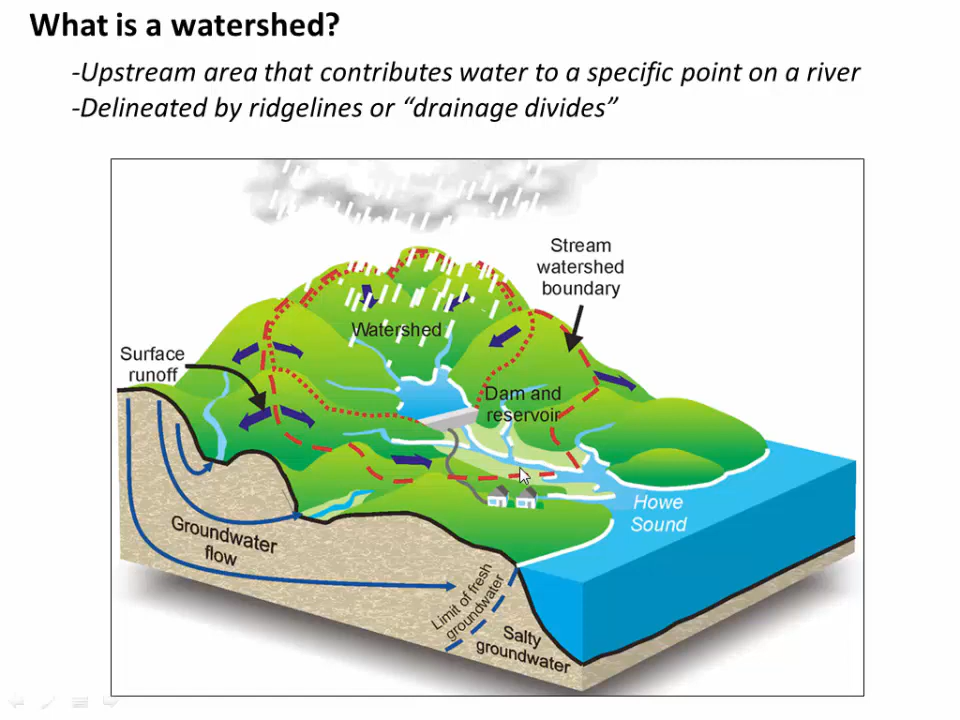 What is a watershed?
-Upstream area that contributes water to a specific point on a river
-Delineated by ridgelines or “drainage divides”
Stream
watershed
boundary
Watershed
Surface
runoff
Dam and
reservoir
Howe
Sound
Groundwater
flow
Limit of fresh
groundwater
Salty
groundwater